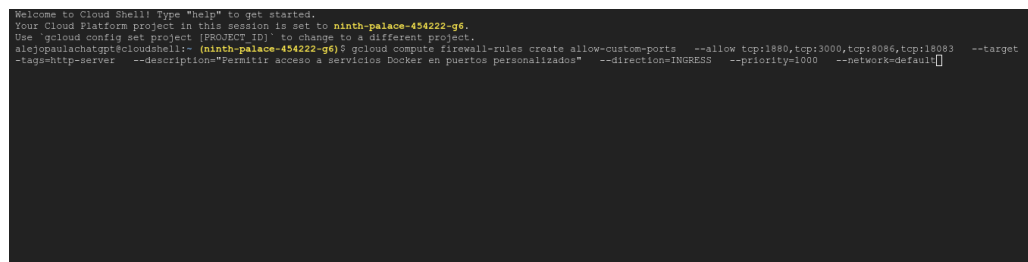 Welcome to Cloud Shell! Type "help" to get started.
Your Cloud Platform project in this session is set to ninth-palace-454222-g6.
Use `gcloud config set project [PROJECT_ID]` to change to a different project.
alejopaulachatgpt@cloudshell:~ (ninth-palace-454222-g6)$ gcloud compute firewall-rules create allow-custom-ports   --allow tcp:1880,tcp:3000,tcp:8086,tcp:18083   --target
-tags=http-server   --description="Permitir acceso a servicios Docker en puertos personalizados"   --direction=INGRESS   --priority=1000   --network=default